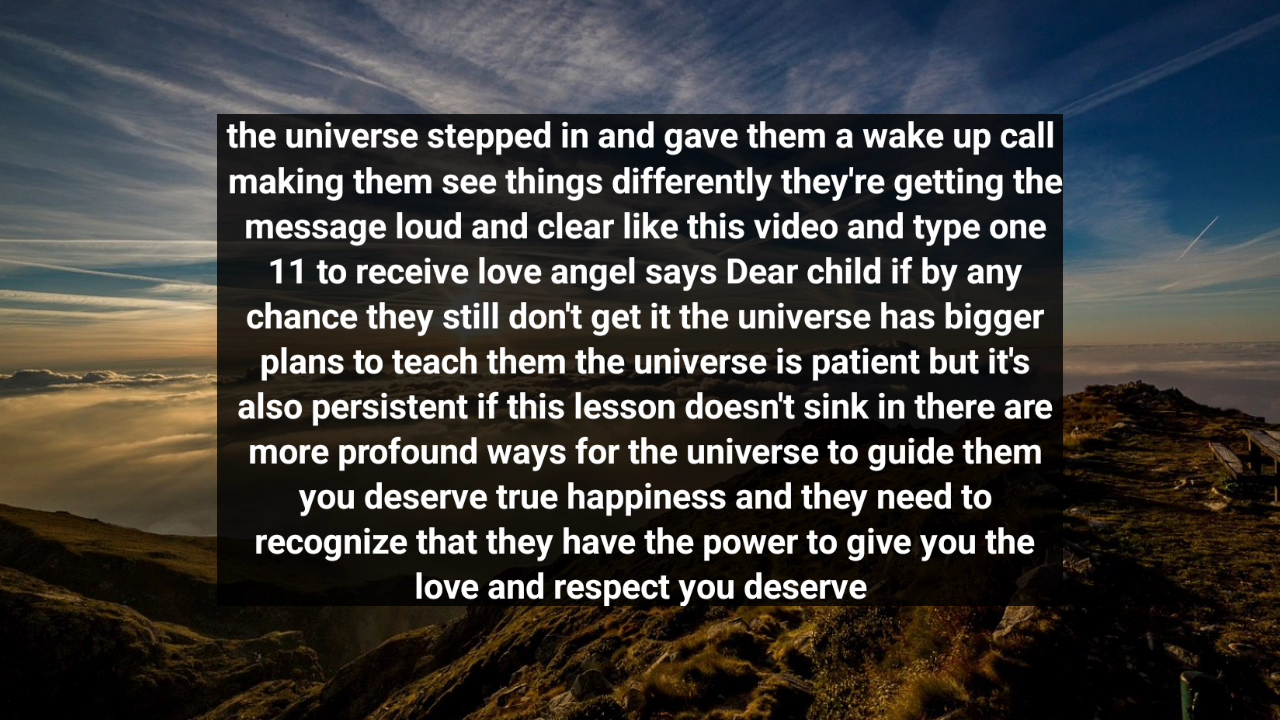 the universe stepped in and gave them a wake up call
making them see things differently they're getting the
message loud and clear like this video and type one
11 to receive love angel says Dear child if by any
chance they still don't get it the universe has bigger
plans to teach them the universe is patient but it's
also persistent if this lesson doesn't sink in there are
more profound ways for the universe to guide them
you deserve true happiness and they need to
recognize that they have the power to give you the
love and respect you deserve